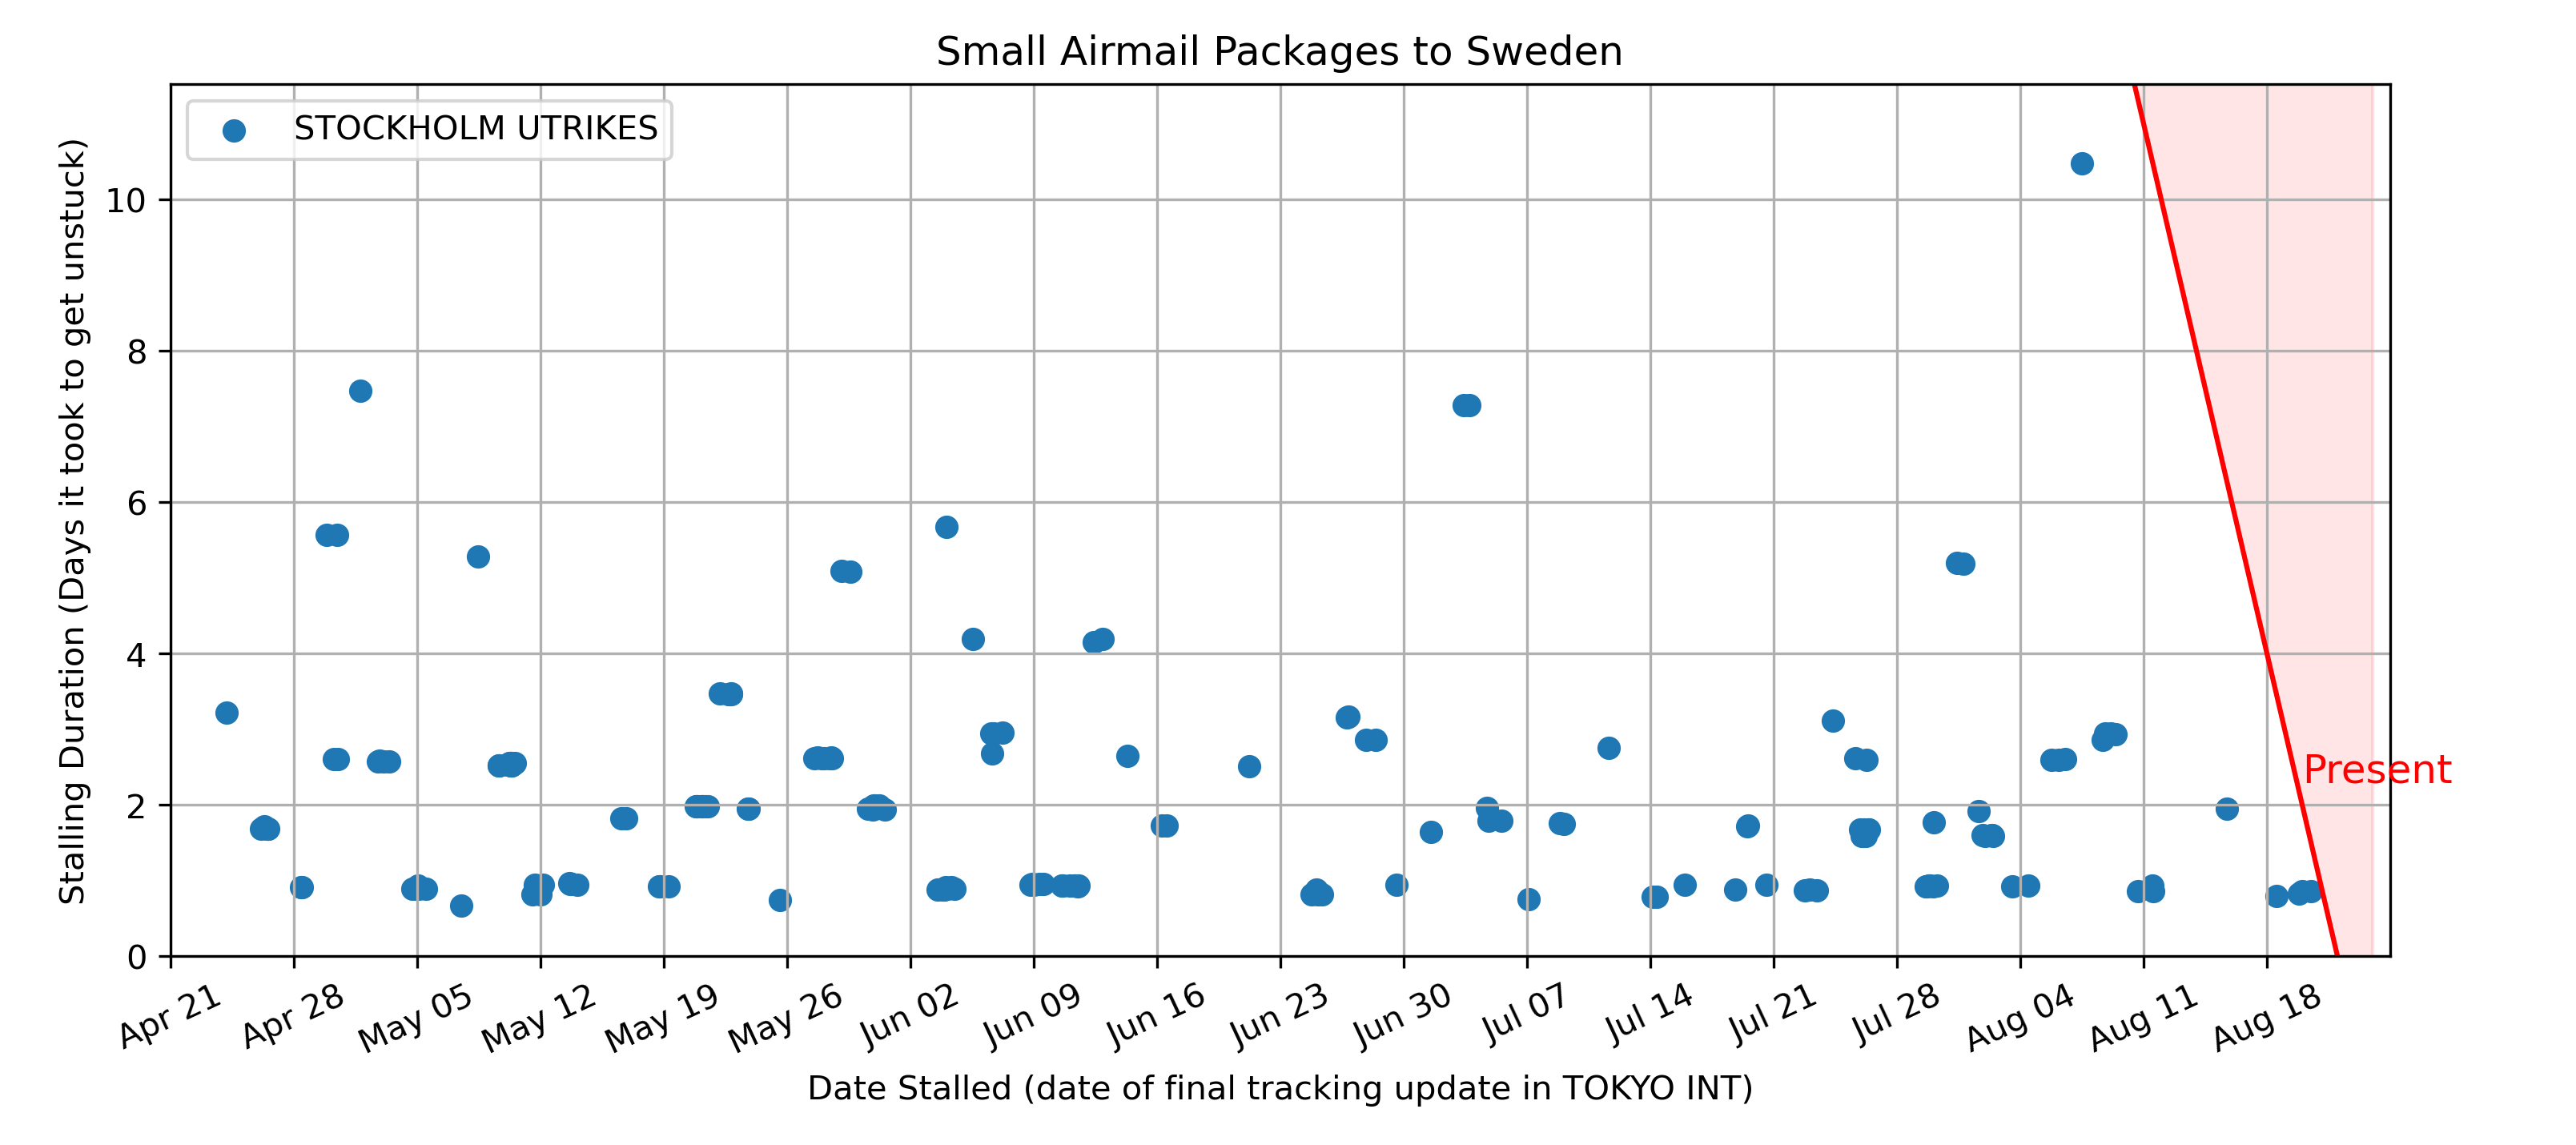 Small Airmail Packages to Sweden
STOCKHOLM UTRIKES
Stalling Duration (Days it took to get unstuck)
10
8
6
4
2
0
Present
Apr 21
Apr 28
May 05
May 12
May 19
May 26
Jun 02
Jun 09
Jun 16
Jun 23
Jun 30
Jul 07
Jul 14
Jul 21
Jul 28
Aug 04
Aug 11
Aug 18
Date Stalled (date of final tracking update in TOKYO INT)